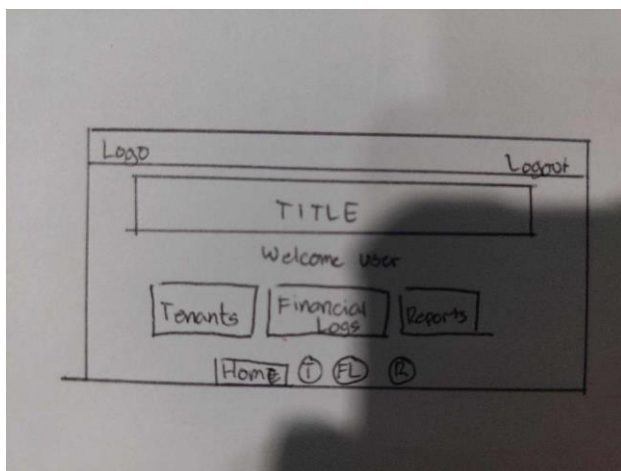 Logo Logout
TITLE
Welcome user
Tenants Financial Logs Reports
Home T FL R